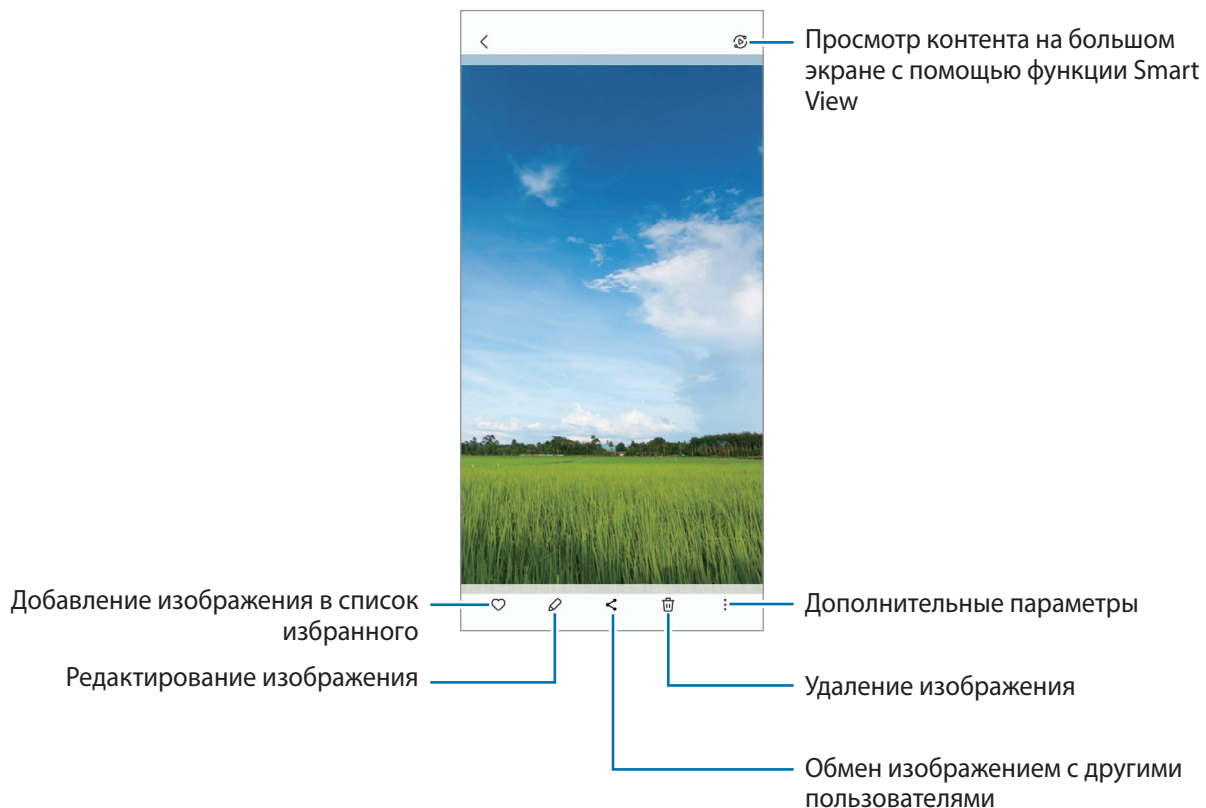 Просмотр контента на большом
экране с помощью функции Smart
View
Добавление изображения в список
избранного
Дополнительные параметры
Редактирование изображения
Удаление изображения
Обмен изображением с другими
пользователями